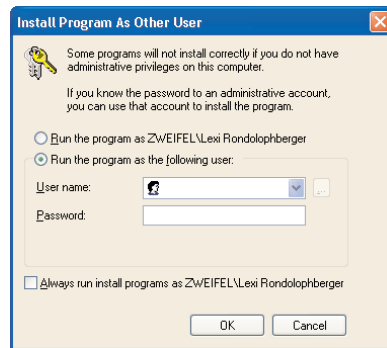 Install Program As Other User
Some programs will not install correctly if you do not have
administrative privileges on this computer.
If you know the password to an administrative account,
you can use that account to install the program.
Run the program as ZWEIFEL\Lexi Rondolophberger
Run the program as the following user:
User name:
...
Password:
Always run install programs as ZWEIFEL\Lexi Rondolophberger
OK
Cancel